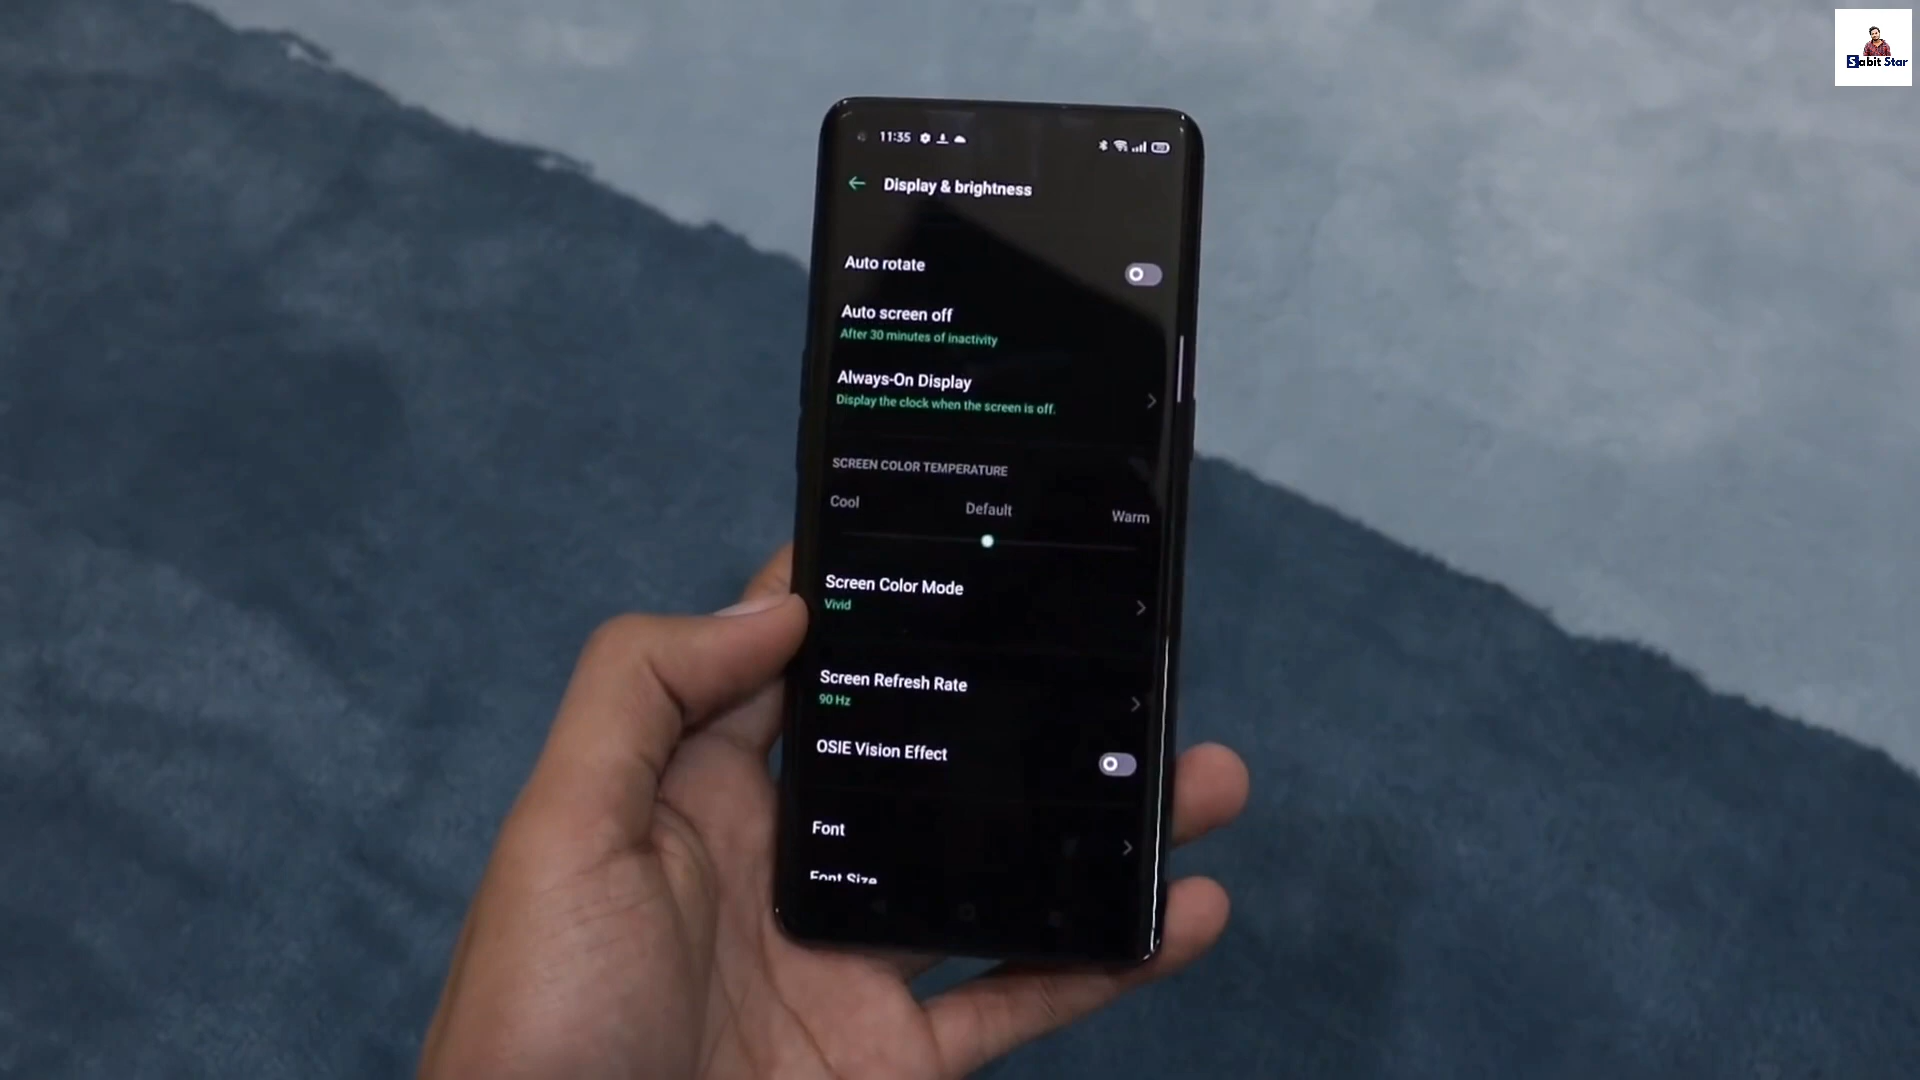 Sabit Star
11:35
Display & brightness
Auto rotate
Auto screen off
After 30 minutes of inactivity
Always-On Display
Display the clock when the screen is off.
SCREEN COLOR TEMPERATURE
Cool
Default
Warm
Screen Color Mode
Vivid
Screen Refresh Rate
90 Hz
OSIE Vision Effect
Font
Font Size